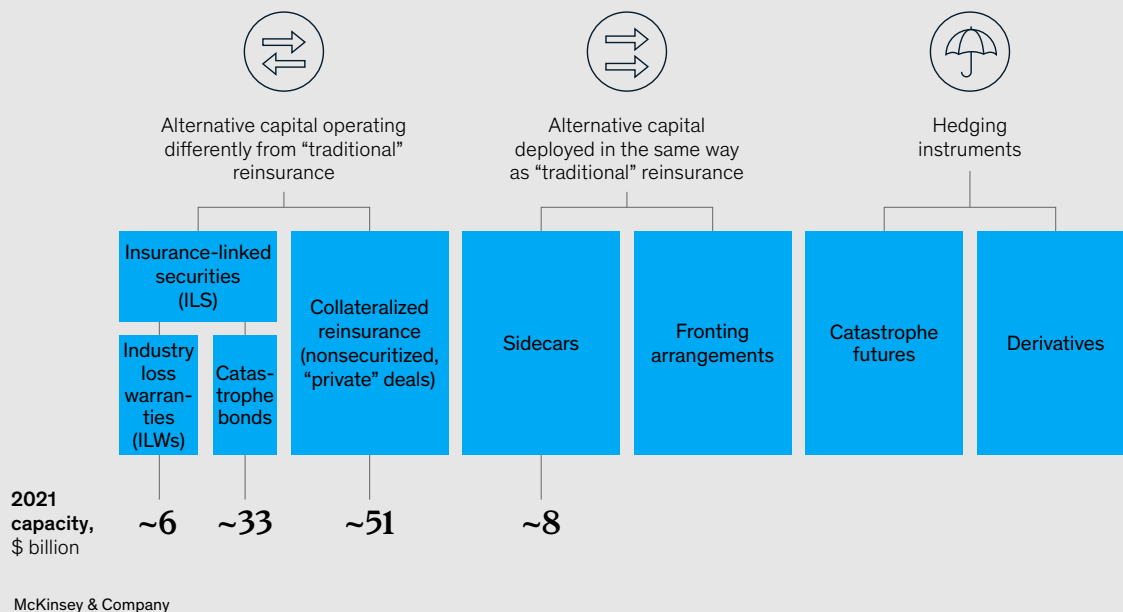 Alternative capital operating
differently from “traditional”
reinsurance
Alternative capital
deployed in the same way
as “traditional” reinsurance
Hedging
instruments
Insurance-linked
securities
(ILS)
Industry
loss
warran-
ties
(ILWs)
Catas-
trophe
bonds
Collateralized
reinsurance
(nonsecuritized,
“private” deals)
Sidecars
Fronting
arrangements
Catastrophe
futures
Derivatives
2021
capacity,
$ billion
~6
~33
~51
~8
McKinsey & Company